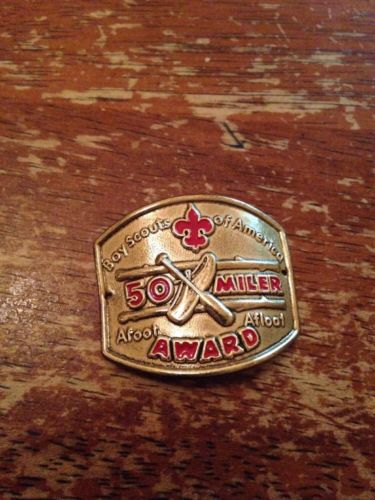 Boy Scouts of America
50 MILER
Afoot Afloat
AWARD